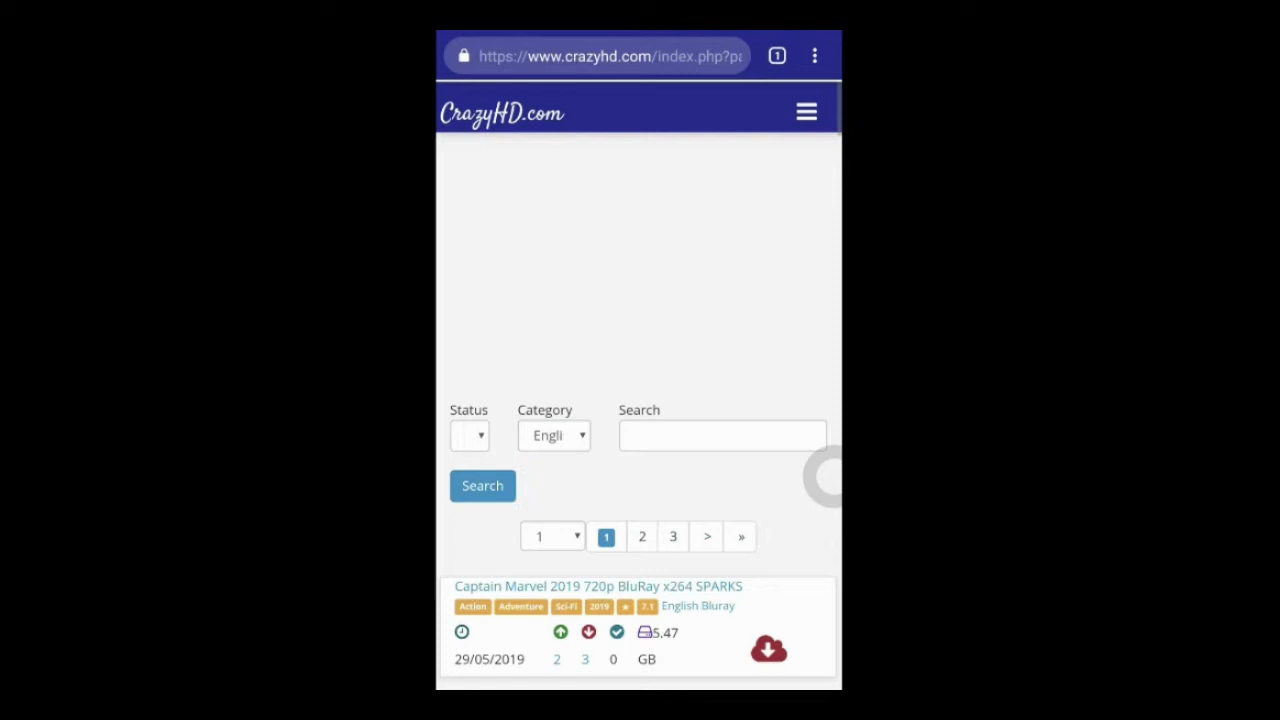 https://www.crazyhd.com/index.php?pa
1
CrazyHD.com
Status
Category
Search
Engli
Search
1
1
2
3
>
»
Captain Marvel 2019 720p BluRay x264 SPARKS
Action Adventure Sci-Fi 2019 ★ 7.1 English Bluray
5.47
29/05/2019 2 3 0 GB